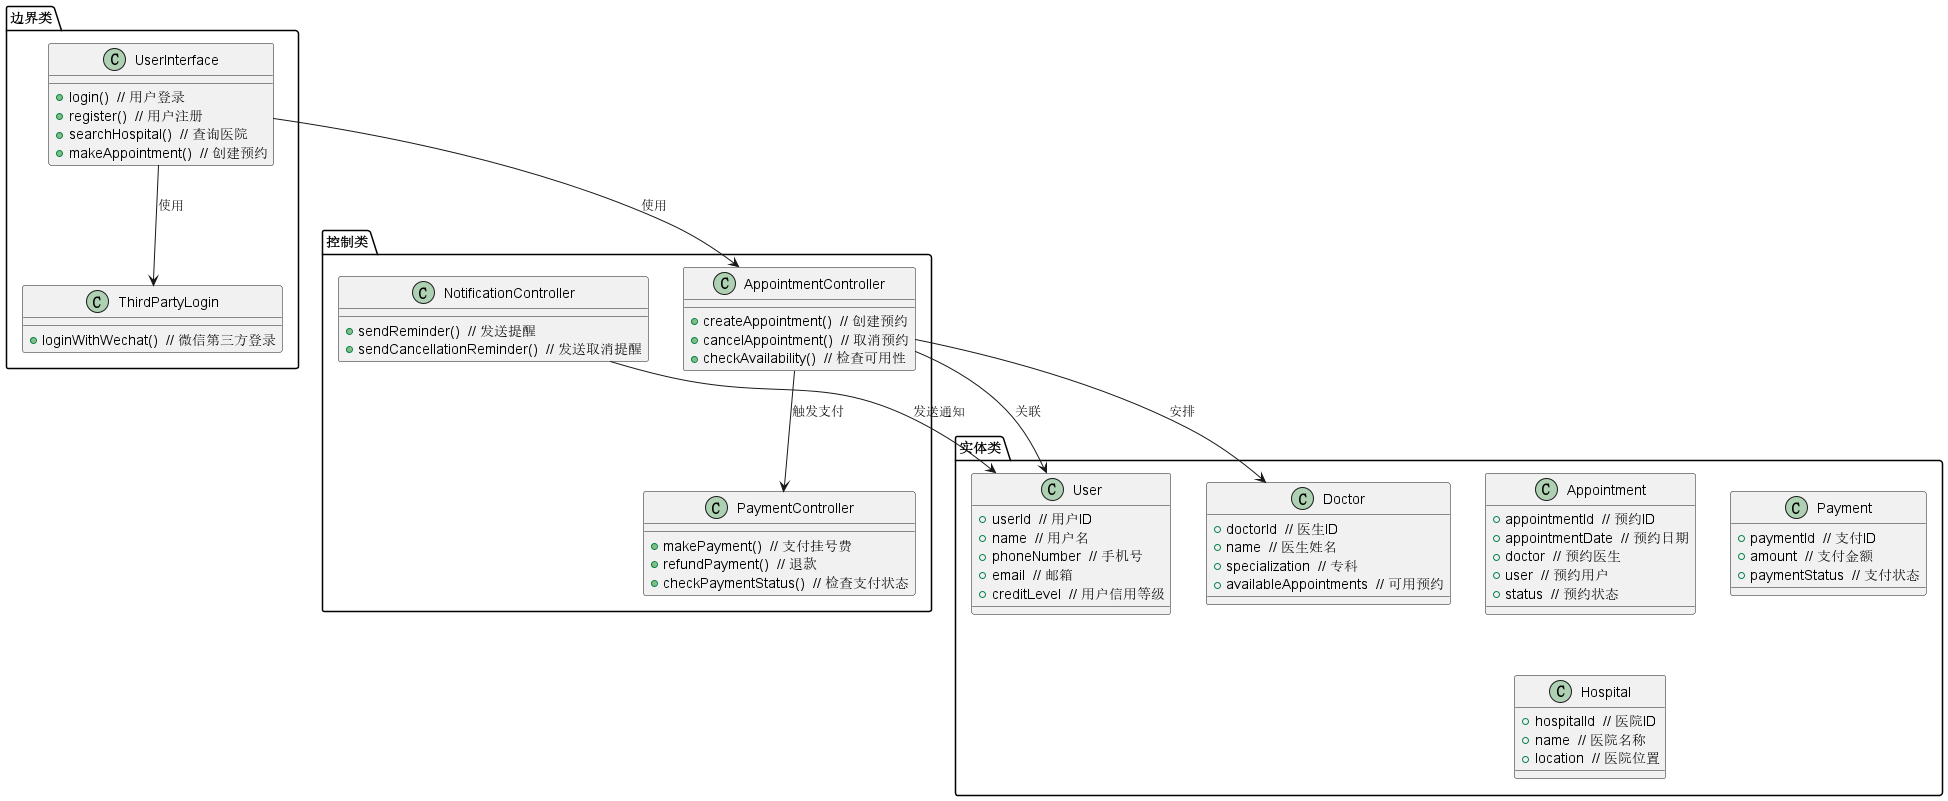 边界类
UserInterface
login()  // 用户登录
register()  // 用户注册
searchHospital()  // 查询医院
makeAppointment()  // 创建预约
使用
使用
ThirdPartyLogin
loginWithWechat()  // 微信第三方登录
控制类
NotificationController
sendReminder()  // 发送提醒
sendCancellationReminder()  // 发送取消提醒
AppointmentController
createAppointment()  // 创建预约
cancelAppointment()  // 取消预约
checkAvailability()  // 检查可用性
触发支付
发送通知
关联
安排
PaymentController
makePayment()  // 支付挂号费
refundPayment()  // 退款
checkPaymentStatus()  // 检查支付状态
实体类
User
userId  // 用户ID
name  // 用户名
phoneNumber  // 手机号
email  // 邮箱
creditLevel  // 用户信用等级
Doctor
doctorId  // 医生ID
name  // 医生姓名
specialization  // 专科
availableAppointments  // 可用预约
Appointment
appointmentId  // 预约ID
appointmentDate  // 预约日期
doctor  // 预约医生
user  // 预约用户
status  // 预约状态
Payment
paymentId  // 支付ID
amount  // 支付金额
paymentStatus  // 支付状态
Hospital
hospitalId  // 医院ID
name  // 医院名称
location  // 医院位置